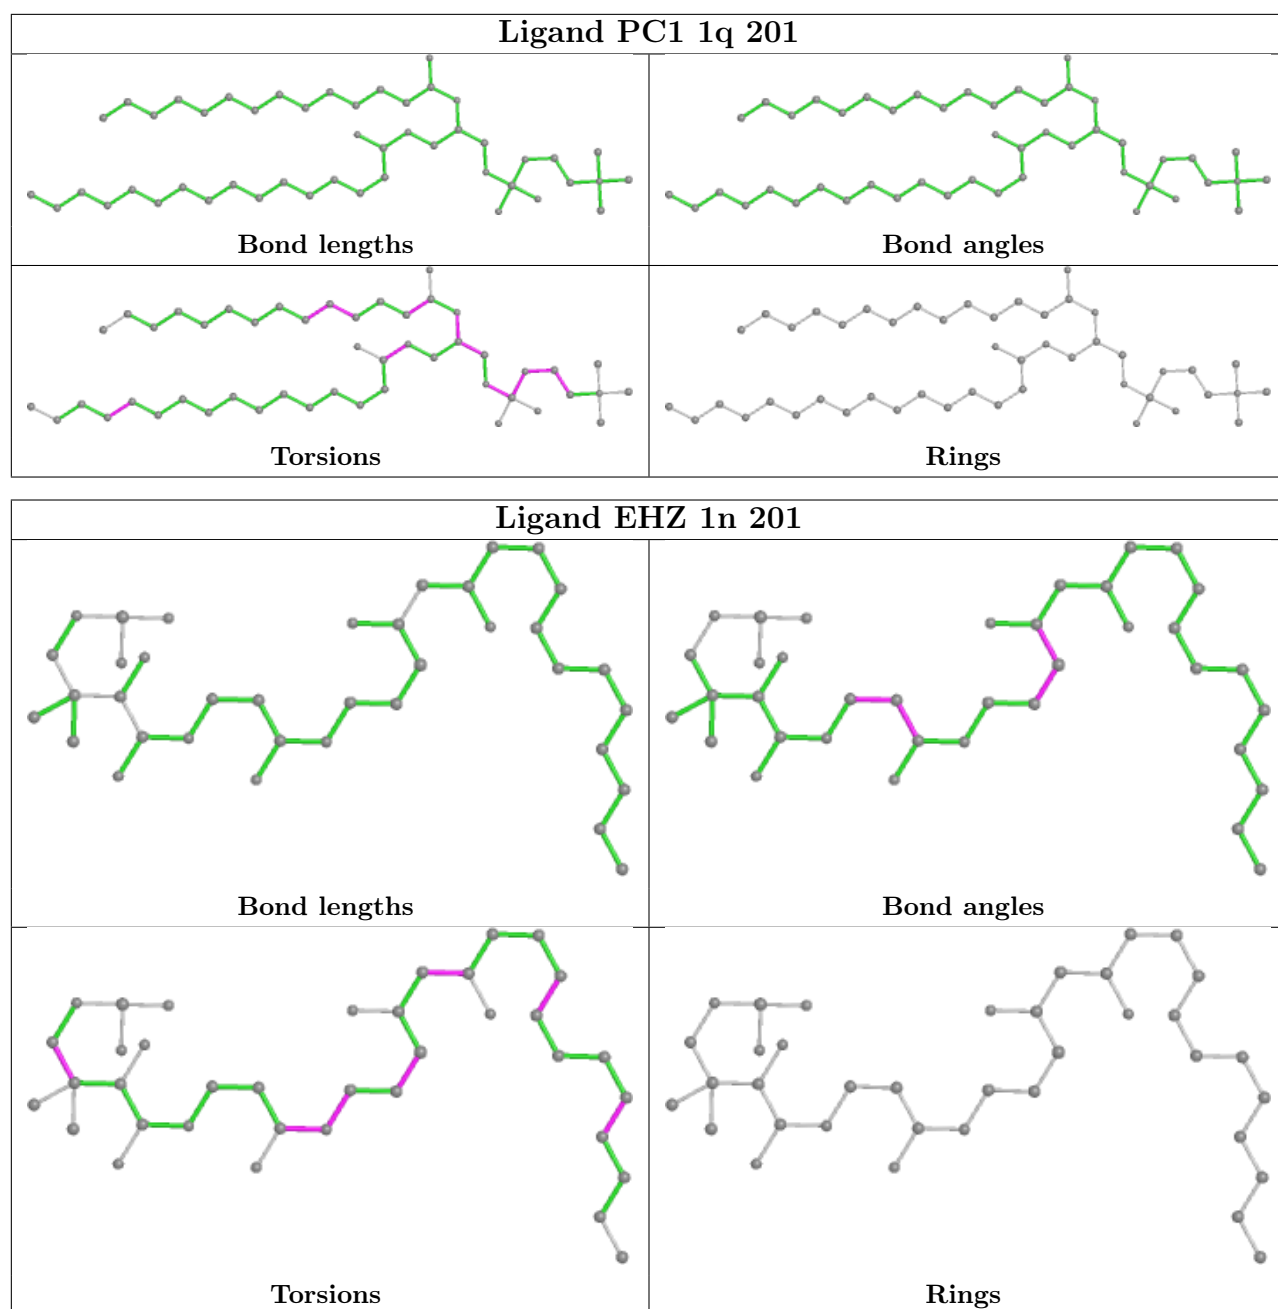 Ligand PC1 1q 201
Bond lengths
Bond angles
Torsions
Rings
Ligand EHZ 1n 201
Bond lengths
Bond angles
Torsions
Rings